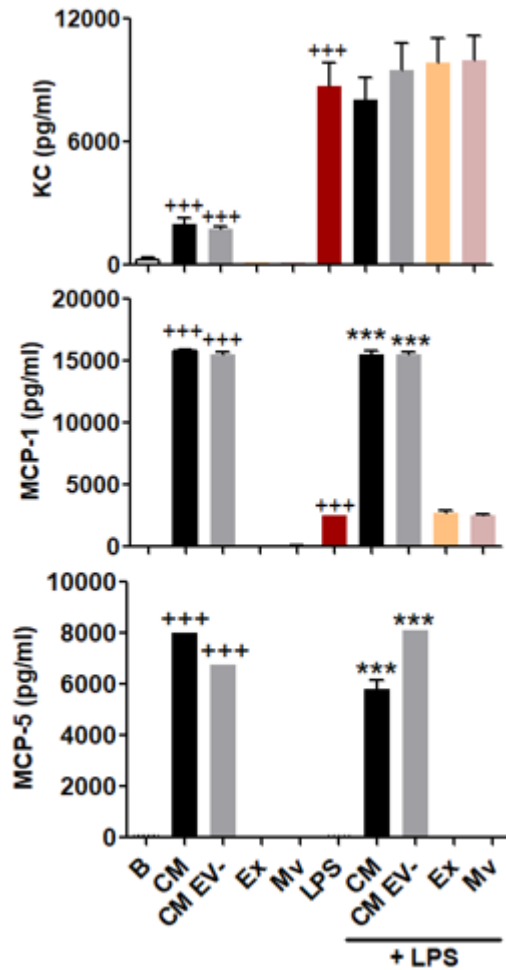 KC (pg/ml)
12000
6000
0
+++
+++
+++
MCP-1 (pg/ml)
20000
15000
10000
5000
0
+++
+++
+++
***
***
MCP-5 (pg/ml)
10000
8000
6000
4000
2000
0
+++
+++
***
***
B
CM
CM EV-
Ex
Mv
LPS
CM
CM EV-
Ex
Mv
+ LPS